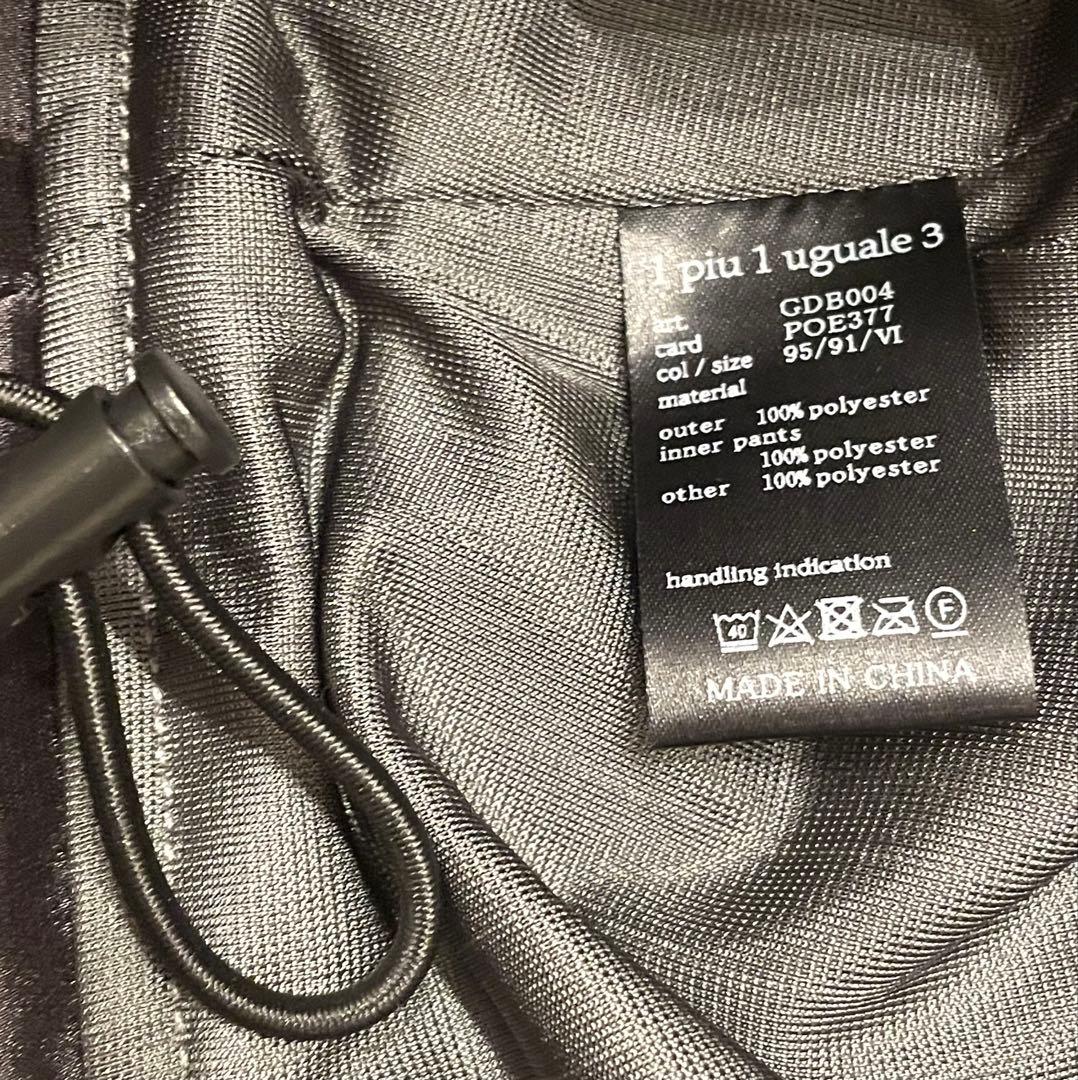 1 piu 1 uguale 3
art. GDB004
card POE377
col / size 95/91/VI
material
outer 100% polyester
inner pants
100% polyester
other 100% polyester
handling indication
40 F
MADE IN CHINA